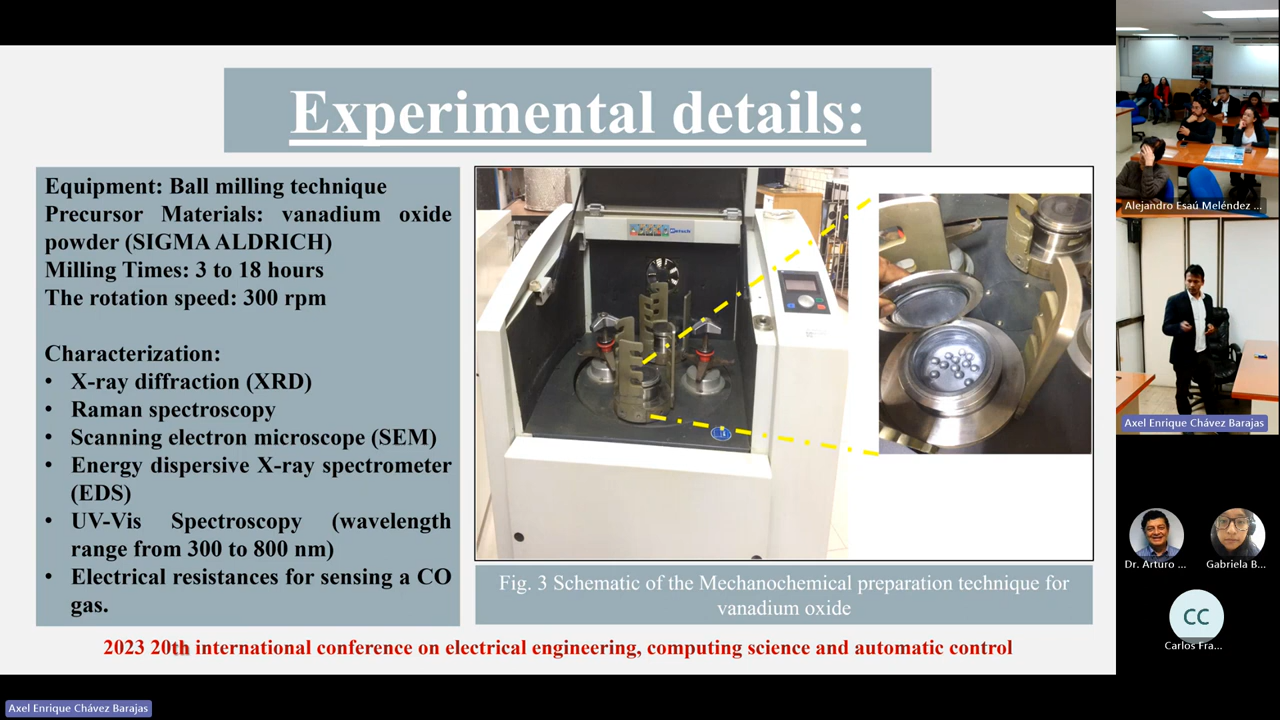 Experimental details:
Equipment: Ball milling technique
Precursor Materials: vanadium oxide
powder (SIGMA ALDRICH)
Milling Times: 3 to 18 hours
The rotation speed: 300 rpm
Characterization:
• X-ray diffraction (XRD)
• Raman spectroscopy
• Scanning electron microscope (SEM)
• Energy dispersive X-ray spectrometer
(EDS)
• UV-Vis Spectroscopy (wavelength
range from 300 to 800 nm)
• Electrical resistances for sensing a CO
gas.
Fig. 3 Schematic of the Mechanochemical preparation technique for
vanadium oxide
2023 20th international conference on electrical engineering, computing science and automatic control
Alejandro Esaú Meléndez ...
Axel Enrique Chávez Barajas
Dr. Arturo ...
Gabriela B...
CC
Carlos Fra...
Axel Enrique Chávez Barajas